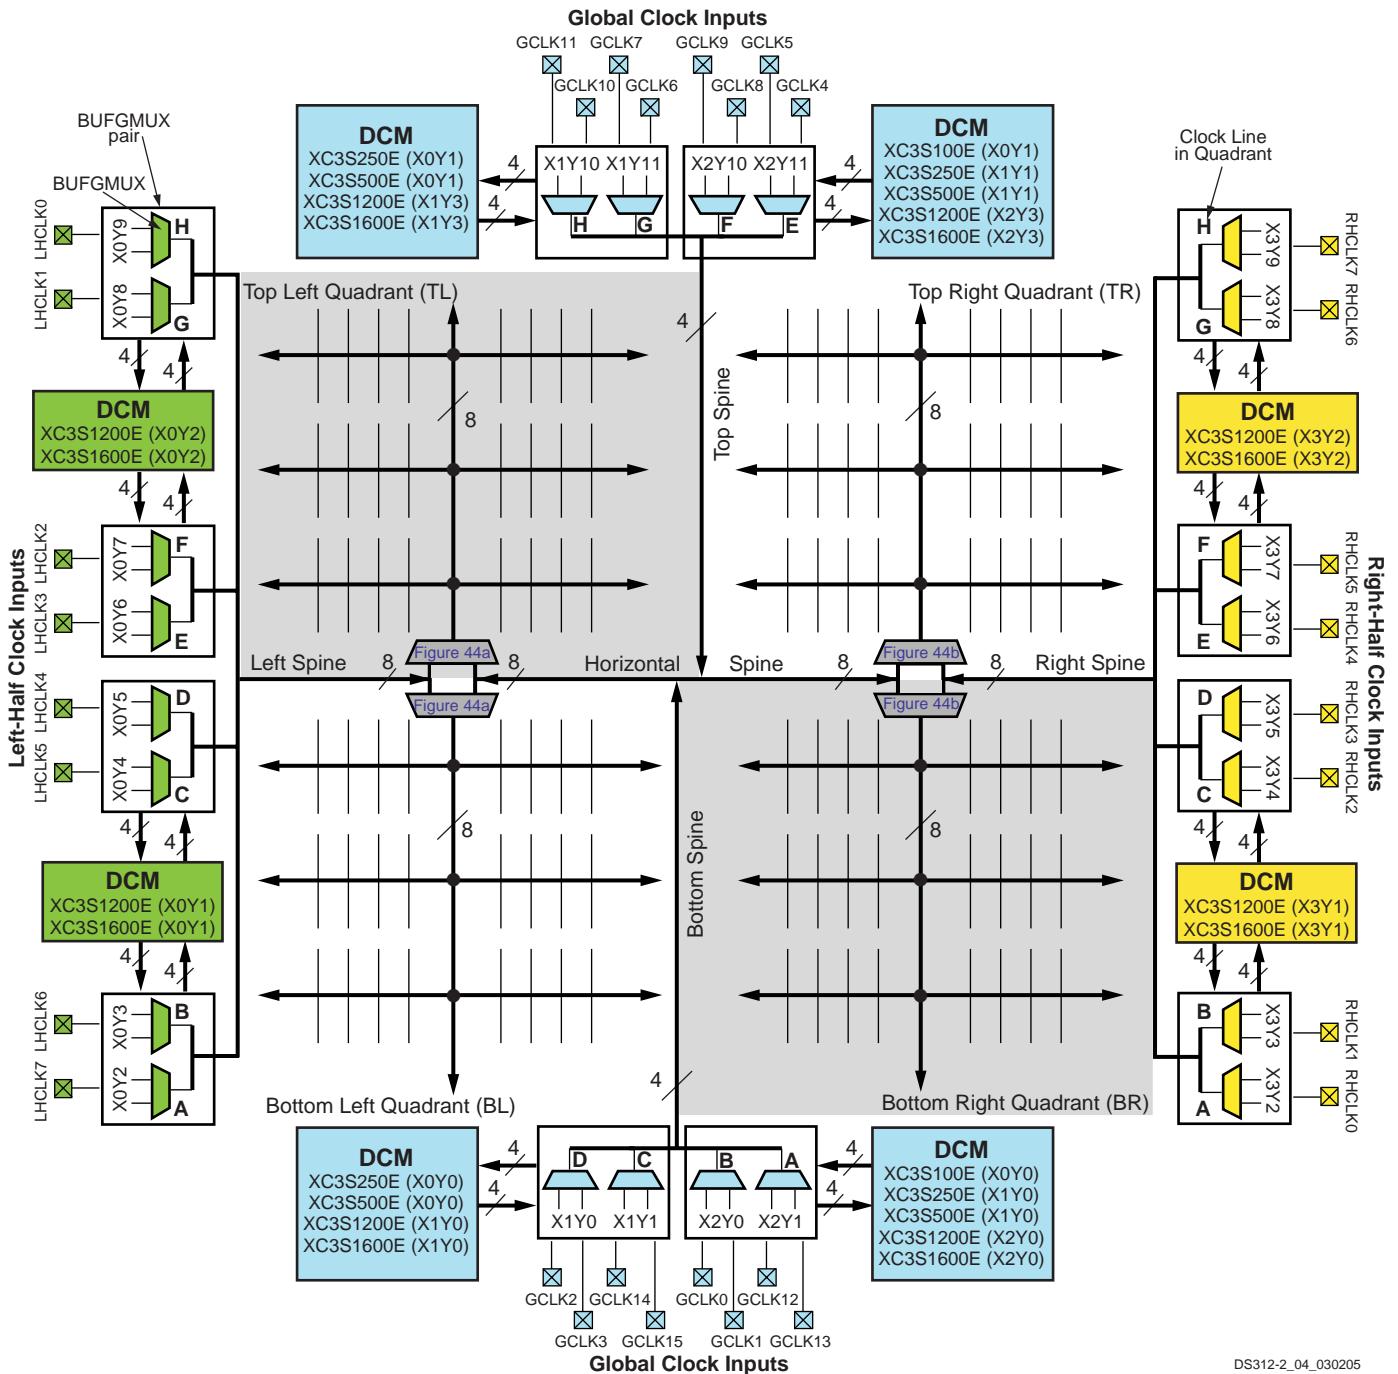 Global Clock Inputs
GCLK11 GCLK7 GCLK9 GCLK5
GCLK10 GCLK6 GCLK8 GCLK4
BUFGMUX
pair
BUFGMUX
DCM
XC3S250E (X0Y1)
XC3S500E (X0Y1)
XC3S1200E (X1Y3)
XC3S1600E (X1Y3)
4
4
X1Y10 X1Y11
H G
X2Y10 X2Y11
F E
4
4
DCM
XC3S100E (X0Y1)
XC3S250E (X1Y1)
XC3S500E (X1Y1)
XC3S1200E (X2Y3)
XC3S1600E (X2Y3)
Clock Line
in Quadrant
Left-Half Clock Inputs
LHCLK0
LHCLK1
X0Y9
H
X0Y8
G
4
4
DCM
XC3S1200E (X0Y2)
XC3S1600E (X0Y2)
4
4
LHCLK2
LHCLK3
X0Y7
F
X0Y6
E
LHCLK4
LHCLK5
X0Y5
D
X0Y4
C
4
4
DCM
XC3S1200E (X0Y1)
XC3S1600E (X0Y1)
4
4
LHCLK6
LHCLK7
X0Y3
B
X0Y2
A
Top Left Quadrant (TL)
8
4
Top Spine
Top Right Quadrant (TR)
8
Figure 44a
Figure 44b
Left Spine
8
8
Horizontal
Spine
8
8
Right Spine
Figure 44a
Figure 44b
8
Bottom Spine
8
4
Bottom Left Quadrant (BL)
Bottom Right Quadrant (BR)
H
X3Y9
G
X3Y8
RHCLK7
RHCLK6
4
4
DCM
XC3S1200E (X3Y2)
XC3S1600E (X3Y2)
4
4
F
X3Y7
E
X3Y6
RHCLK5
RHCLK4
D
X3Y5
C
X3Y4
RHCLK3
RHCLK2
4
4
DCM
XC3S1200E (X3Y1)
XC3S1600E (X3Y1)
4
4
B
X3Y3
A
X3Y2
RHCLK1
RHCLK0
Right-Half Clock Inputs
DCM
XC3S250E (X0Y0)
XC3S500E (X0Y0)
XC3S1200E (X1Y0)
XC3S1600E (X1Y0)
4
4
D C
X1Y0 X1Y1
B A
X2Y0 X2Y1
4
4
DCM
XC3S100E (X0Y0)
XC3S250E (X1Y0)
XC3S500E (X1Y0)
XC3S1200E (X2Y0)
XC3S1600E (X2Y0)
GCLK2 GCLK14 GCLK0 GCLK12
GCLK3 GCLK15 GCLK1 GCLK13
Global Clock Inputs
DS312-2_04_030205